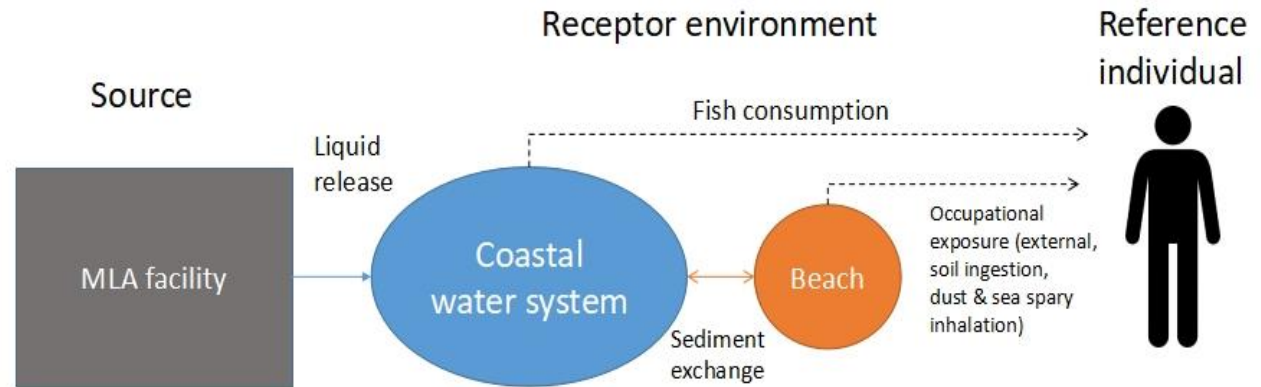 Receptor environment
Reference
individual
Source
Fish consumption
Liquid
release
MLA facility
Coastal
water system
Beach
Sediment
exchange
Occupational
exposure (external,
soil ingestion,
dust & sea spary
inhalation)